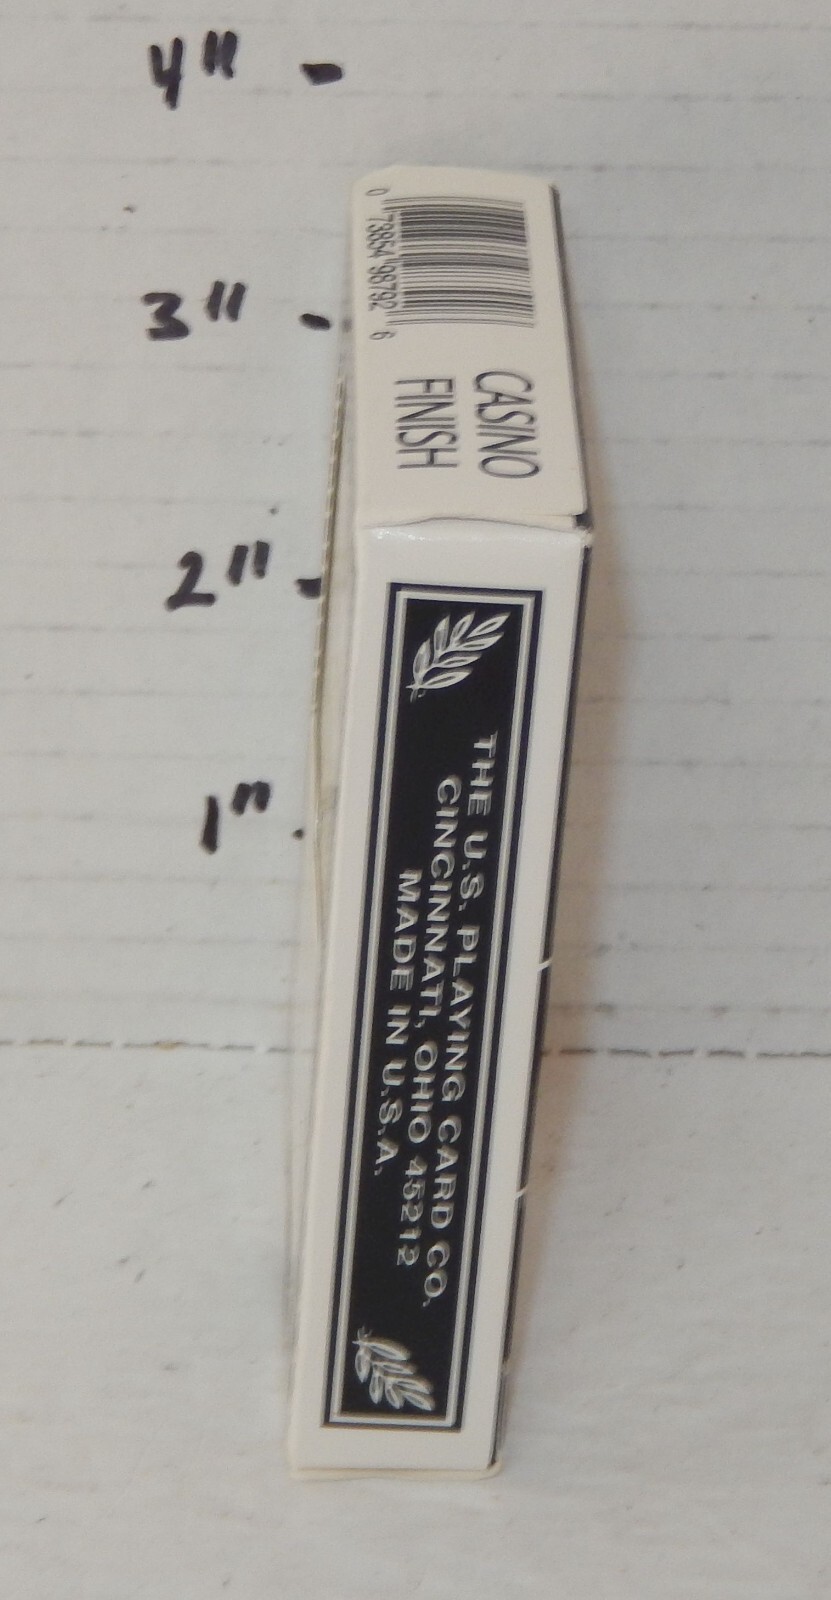 4"
3"
2"
1"
0 73854 98792 6
CASINO
FINISH
THE U.S. PLAYING CARD CO.
CINCINNATI, OHIO 45212
MADE IN U.S.A.